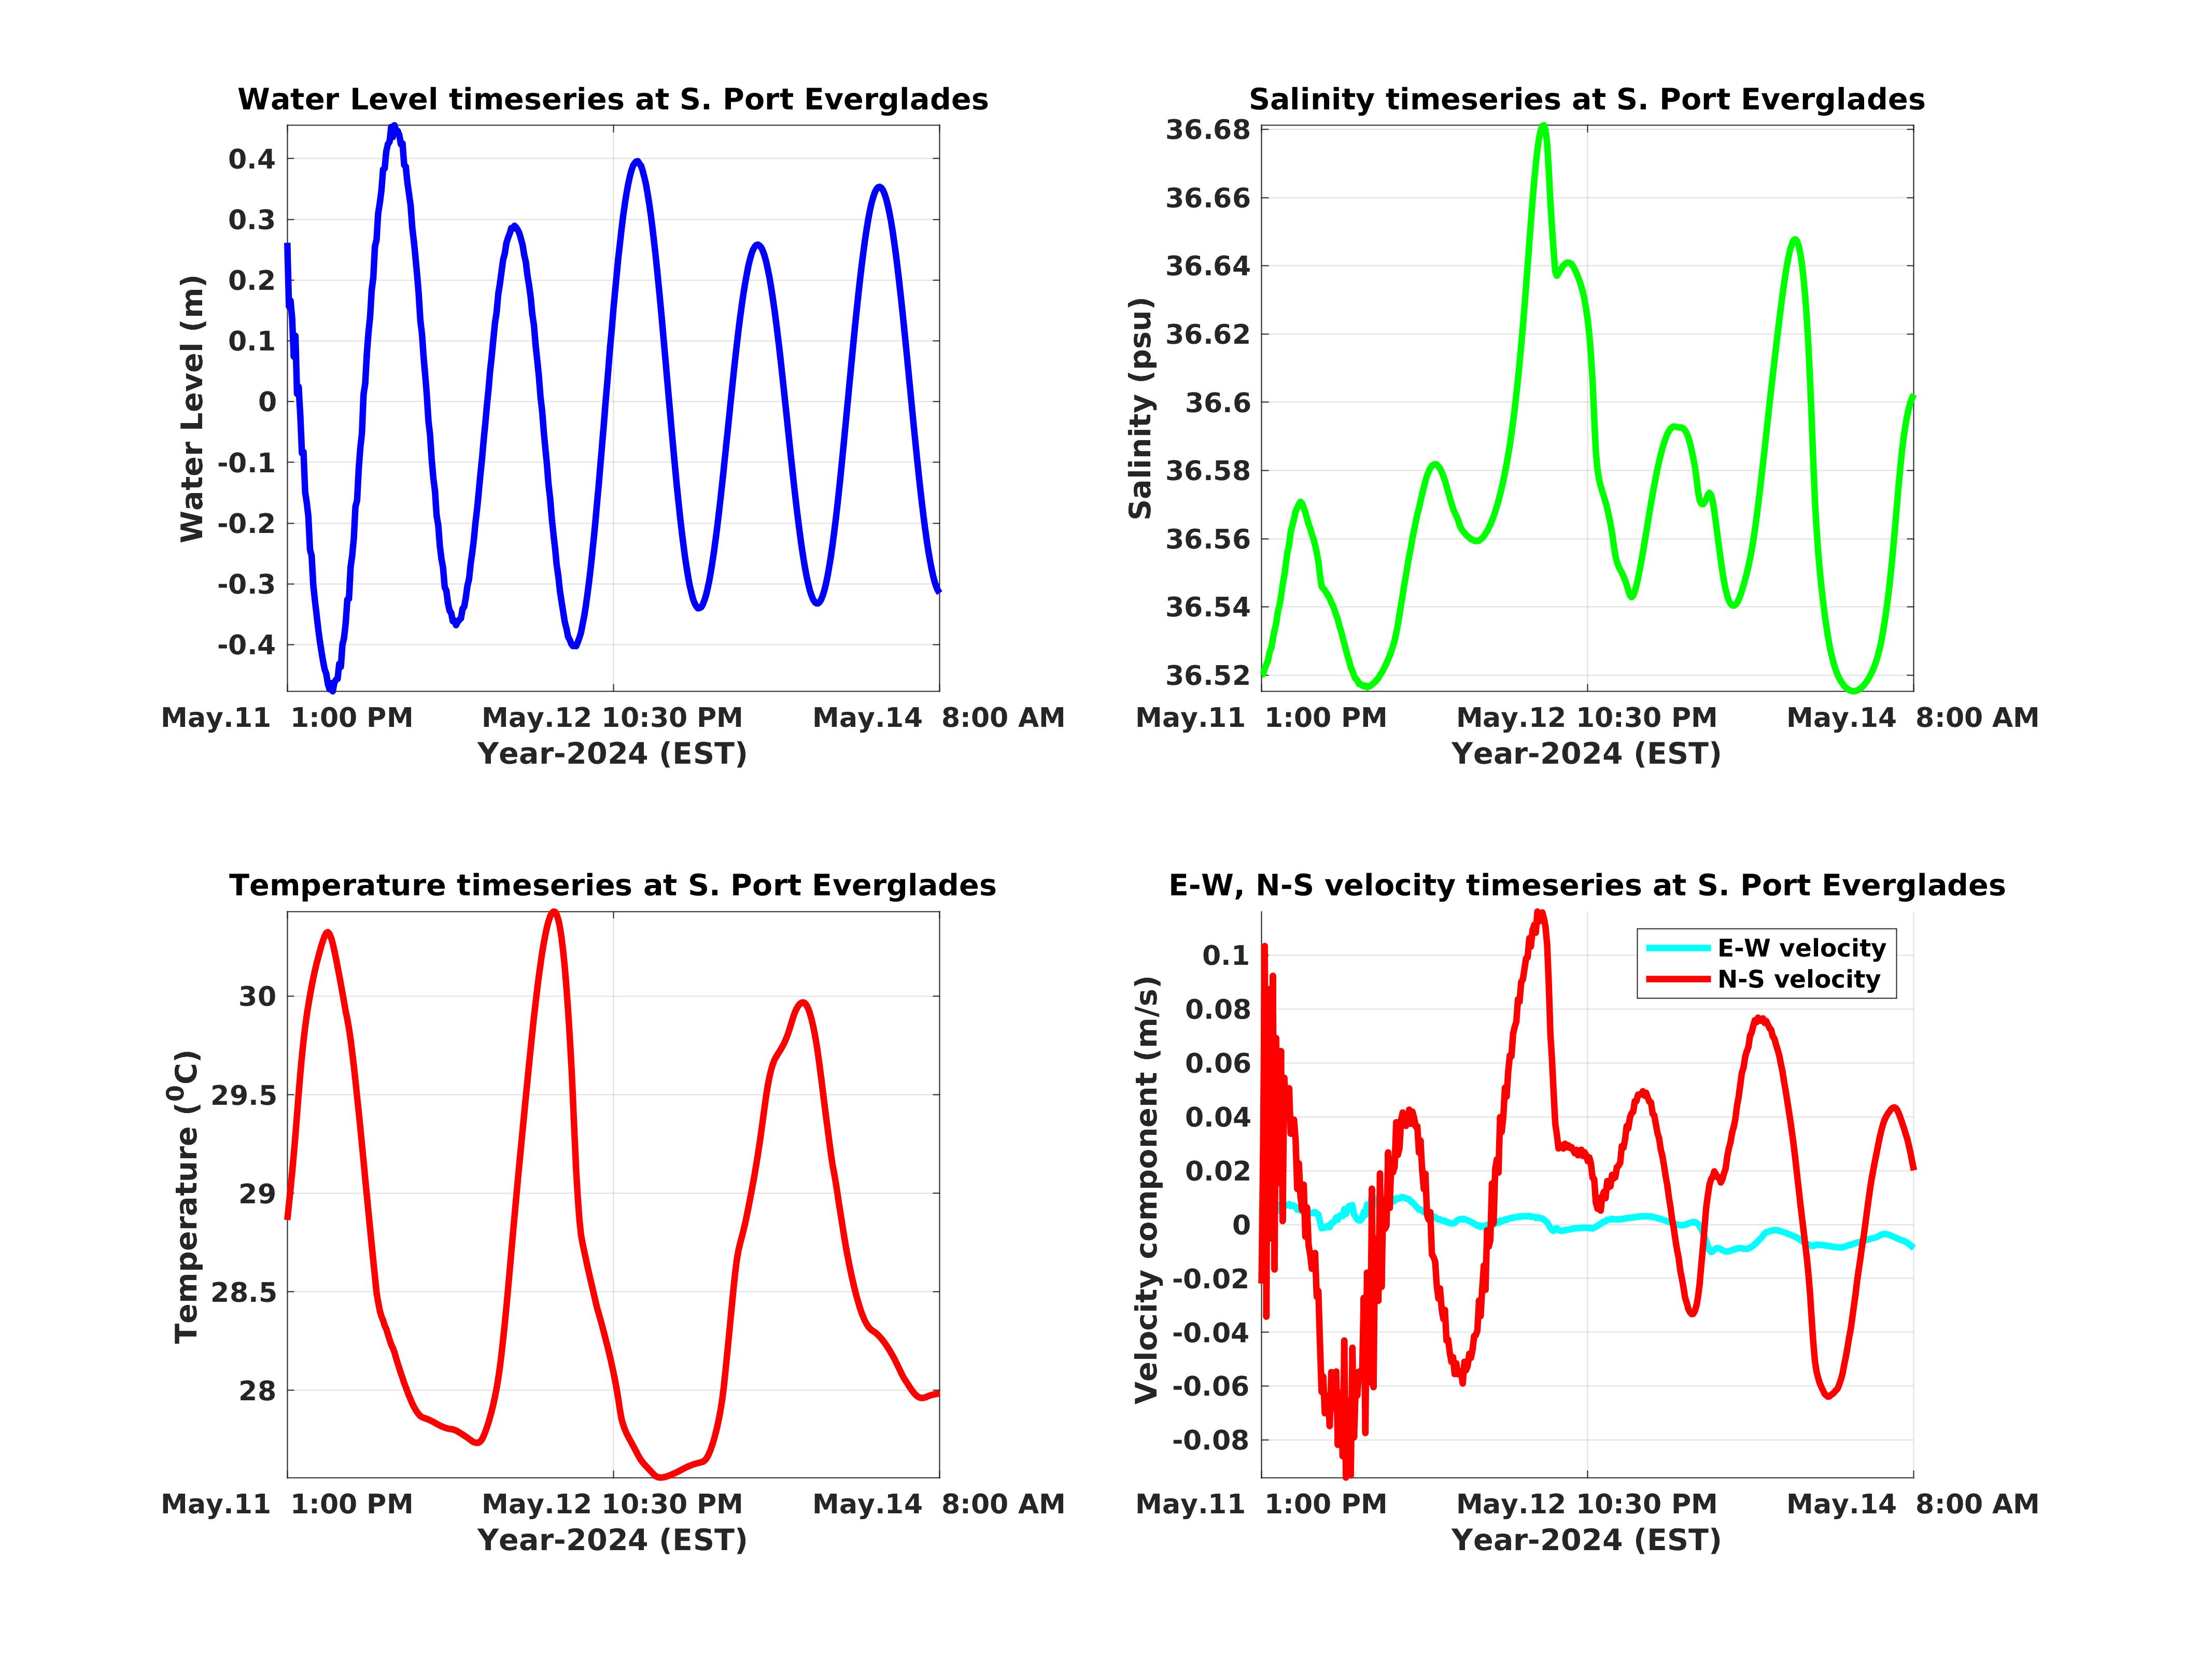 Water Level timeseries at S. Port Everglades
0.4
0.3
0.2
0.1
0
-0.1
-0.2
-0.3
-0.4
Water Level (m)
May.11 1:00 PM
May.12 10:30 PM
May.14 8:00 AM
Year-2024 (EST)
Salinity timeseries at S. Port Everglades
36.68
36.66
36.64
36.62
36.6
36.58
36.56
36.54
36.52
Salinity (psu)
May.11 1:00 PM
May.12 10:30 PM
May.14 8:00 AM
Year-2024 (EST)
Temperature timeseries at S. Port Everglades
30
29.5
29
28.5
28
Temperature (⁰C)
May.11 1:00 PM
May.12 10:30 PM
May.14 8:00 AM
Year-2024 (EST)
E-W, N-S velocity timeseries at S. Port Everglades
E-W velocity
N-S velocity
0.1
0.08
0.06
0.04
0.02
0
-0.02
-0.04
-0.06
-0.08
Velocity component (m/s)
May.11 1:00 PM
May.12 10:30 PM
May.14 8:00 AM
Year-2024 (EST)